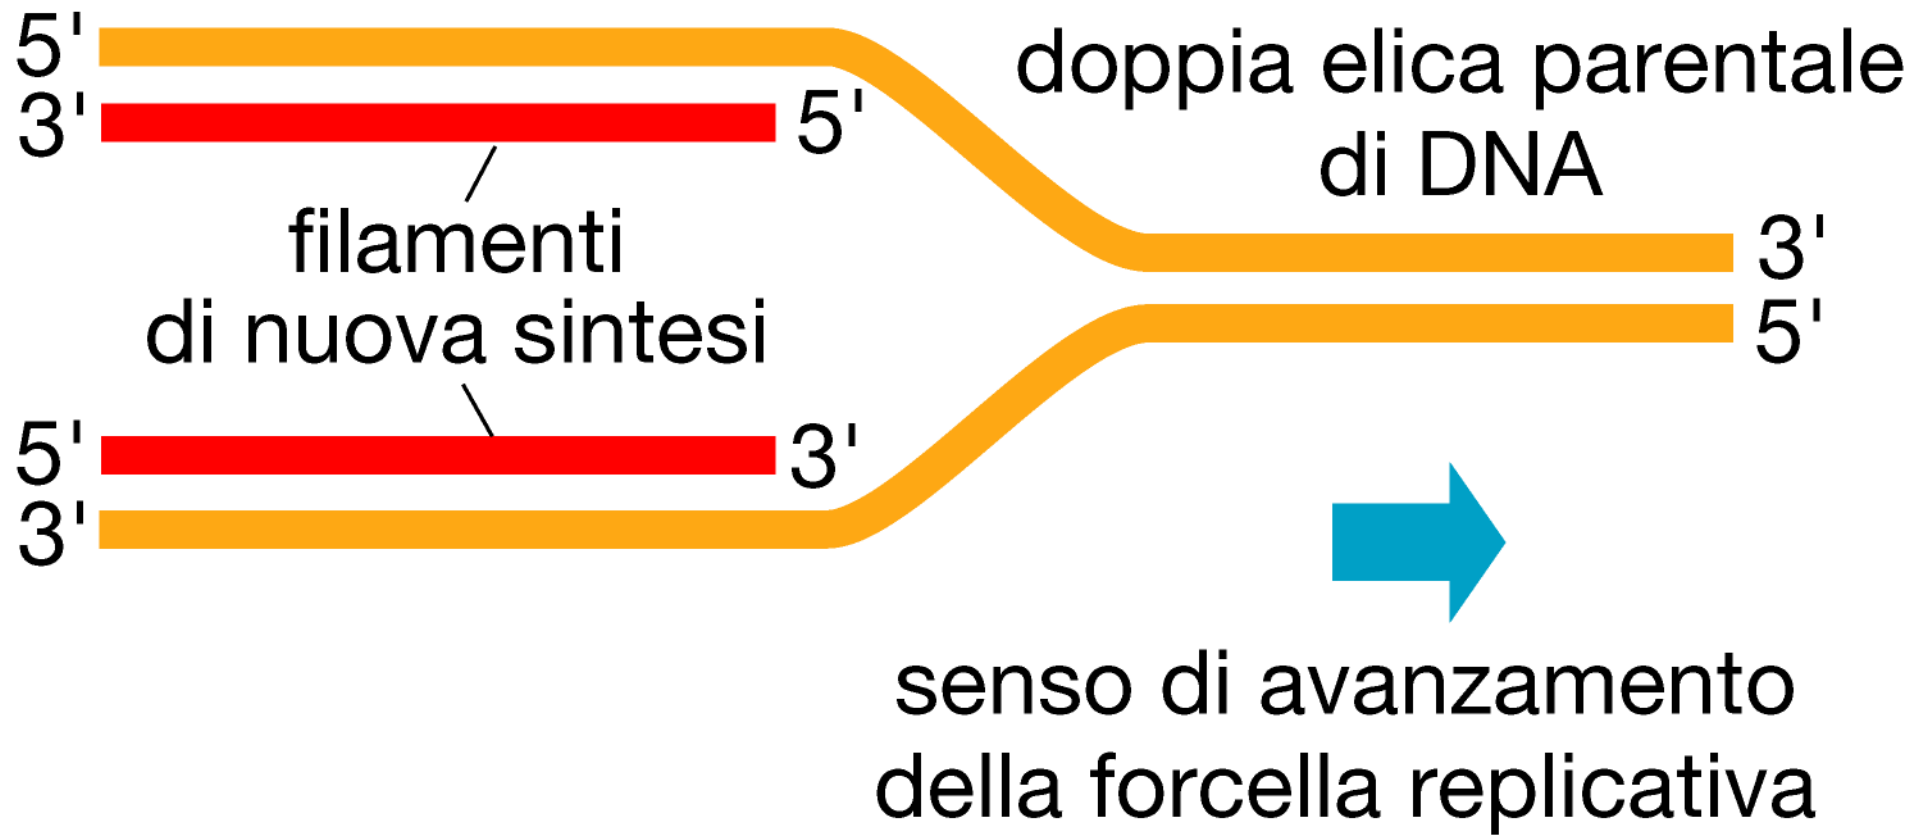 5'
doppia elica parentale
di DNA
3'
5'
filamenti
di nuova sintesi
3'
5'
5'
3'
3'
senso di avanzamento
della forcella replicativa